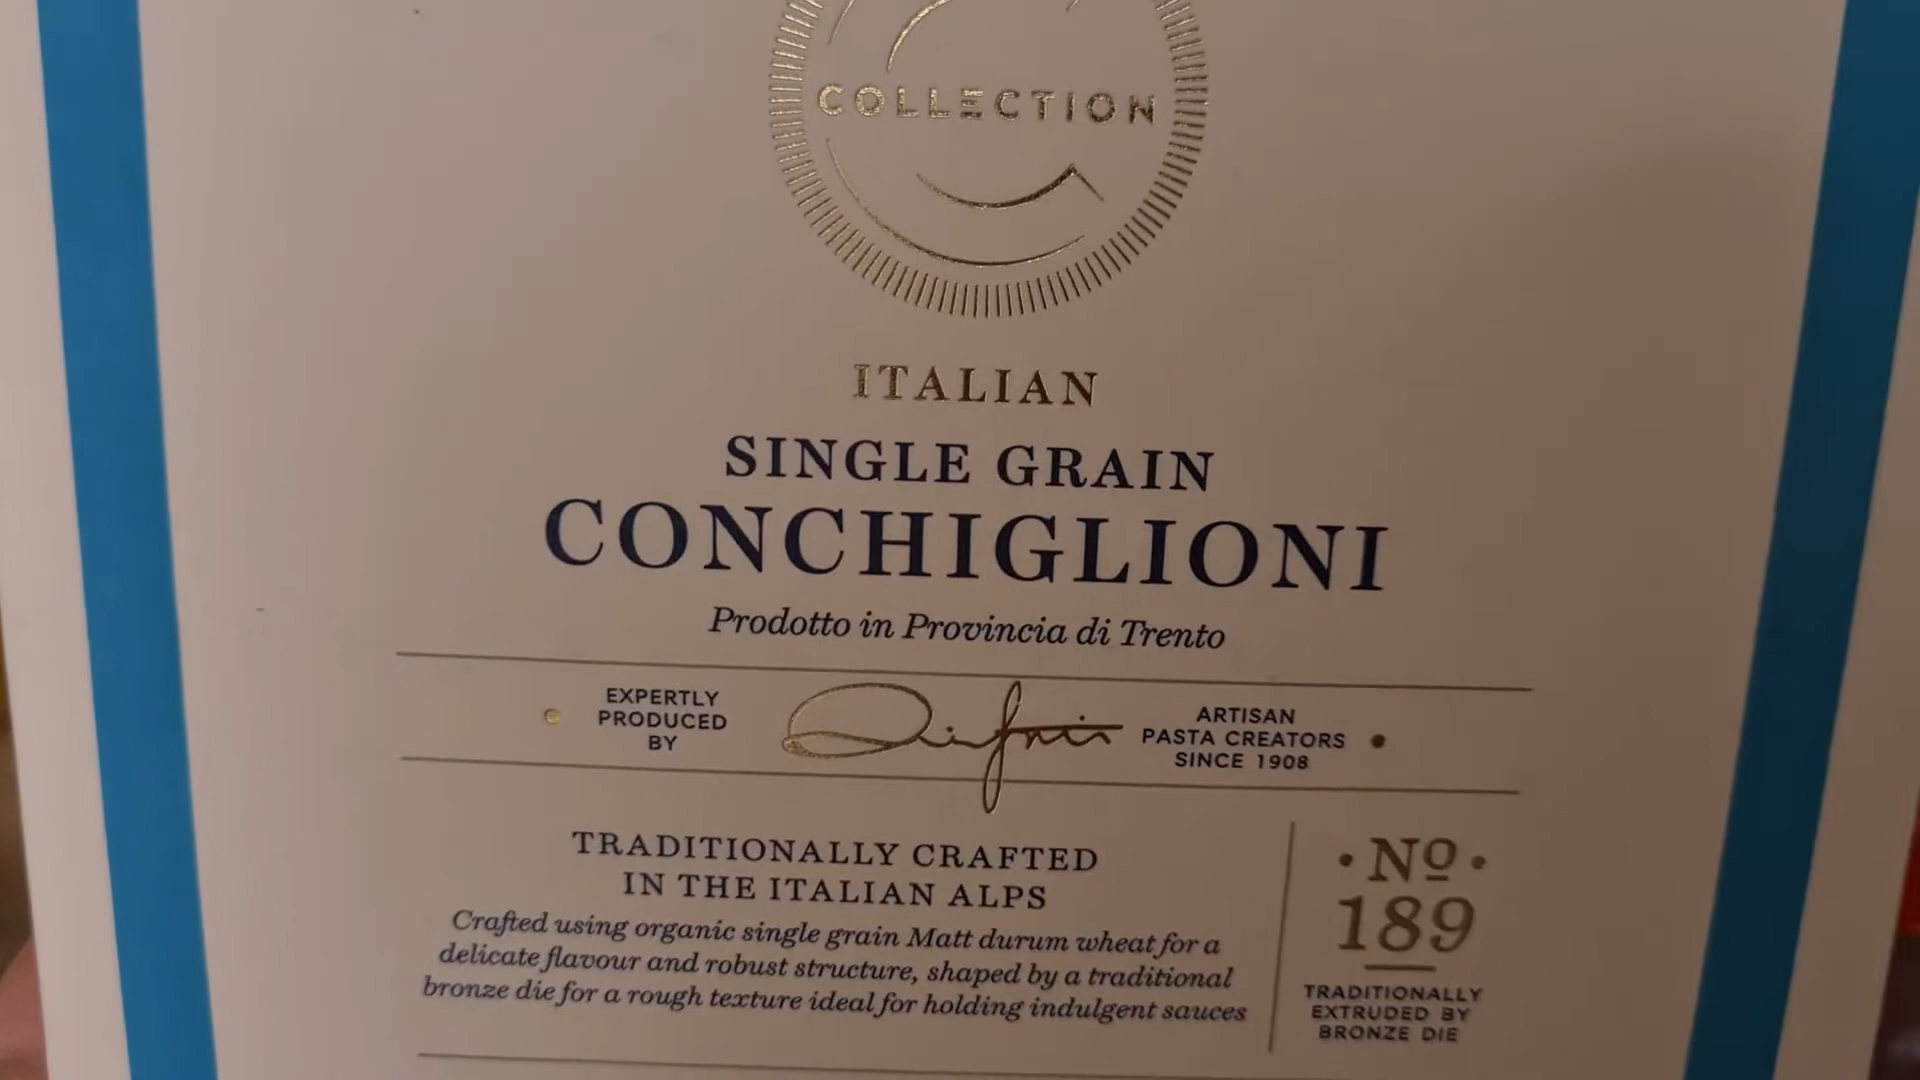 COLLECTION
ITALIAN
SINGLE GRAIN
CONCHIGLIONI
Prodotto in Provincia di Trento
EXPERTLY
PRODUCED
BY
ARTISAN
PASTA CREATORS
SINCE 1908
TRADITIONALLY CRAFTED
IN THE ITALIAN ALPS
Crafted using organic single grain Matt durum wheat for a
delicate flavour and robust structure, shaped by a traditional
bronze die for a rough texture ideal for holding indulgent sauces
· Nº ·
189
TRADITIONALLY
EXTRUDED BY
BRONZE DIE